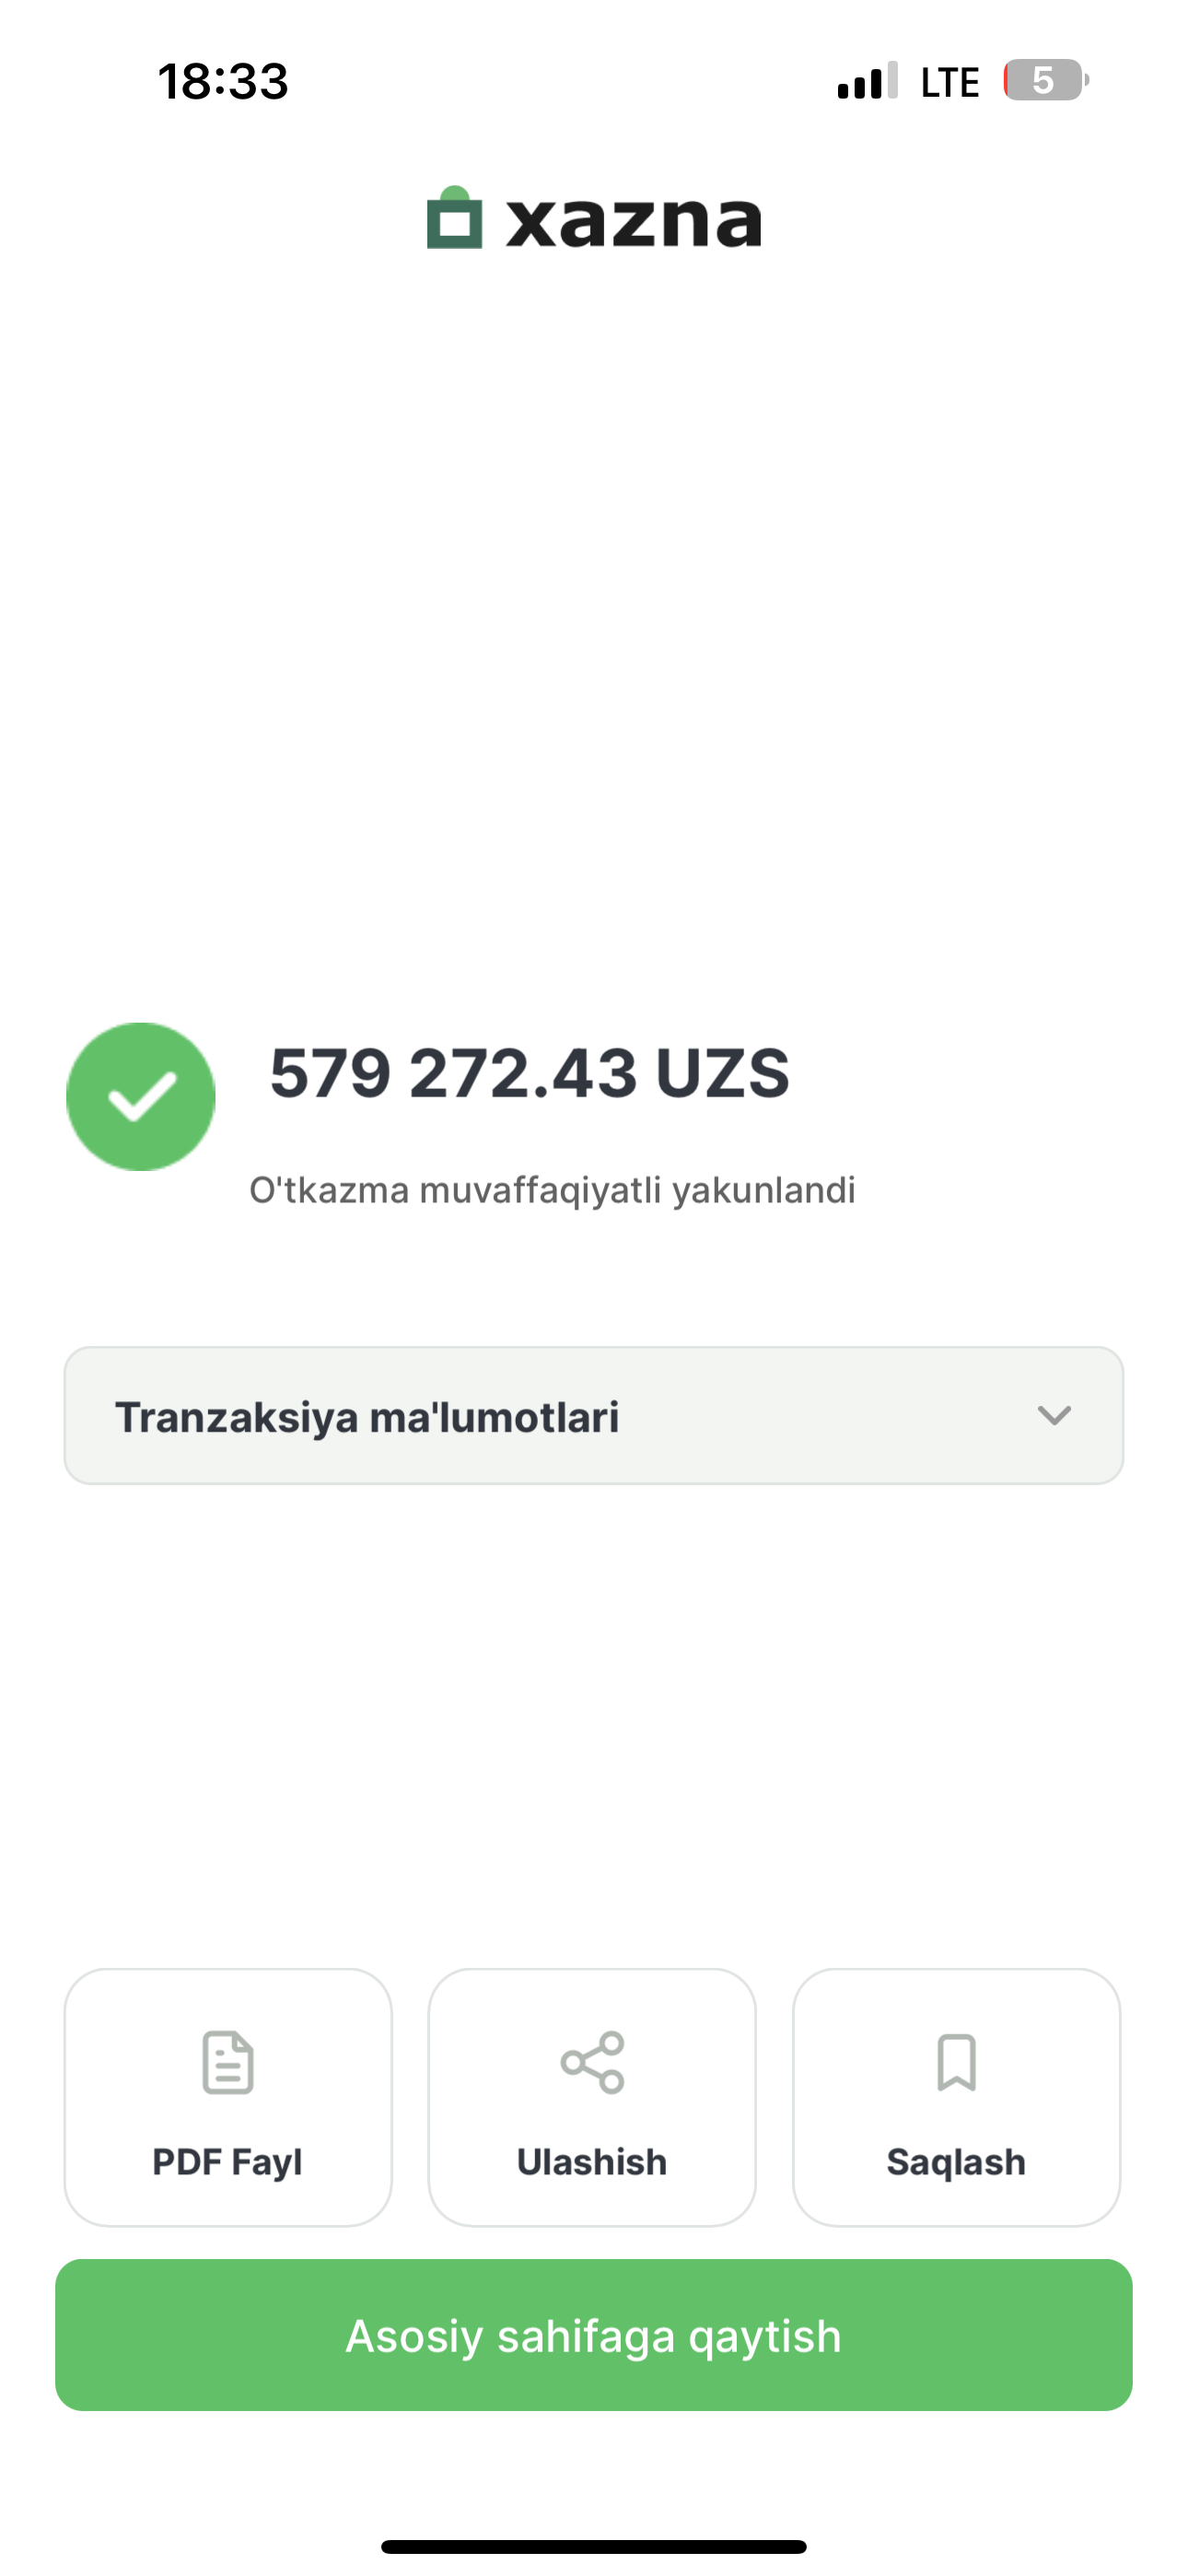 18:33 LTE 5
xazna
579 272.43 UZS
O'tkazma muvaffaqiyatli yakunlandi
Tranzaksiya ma'lumotlari
PDF Fayl Ulashish Saqlash
Asosiy sahifaga qaytish